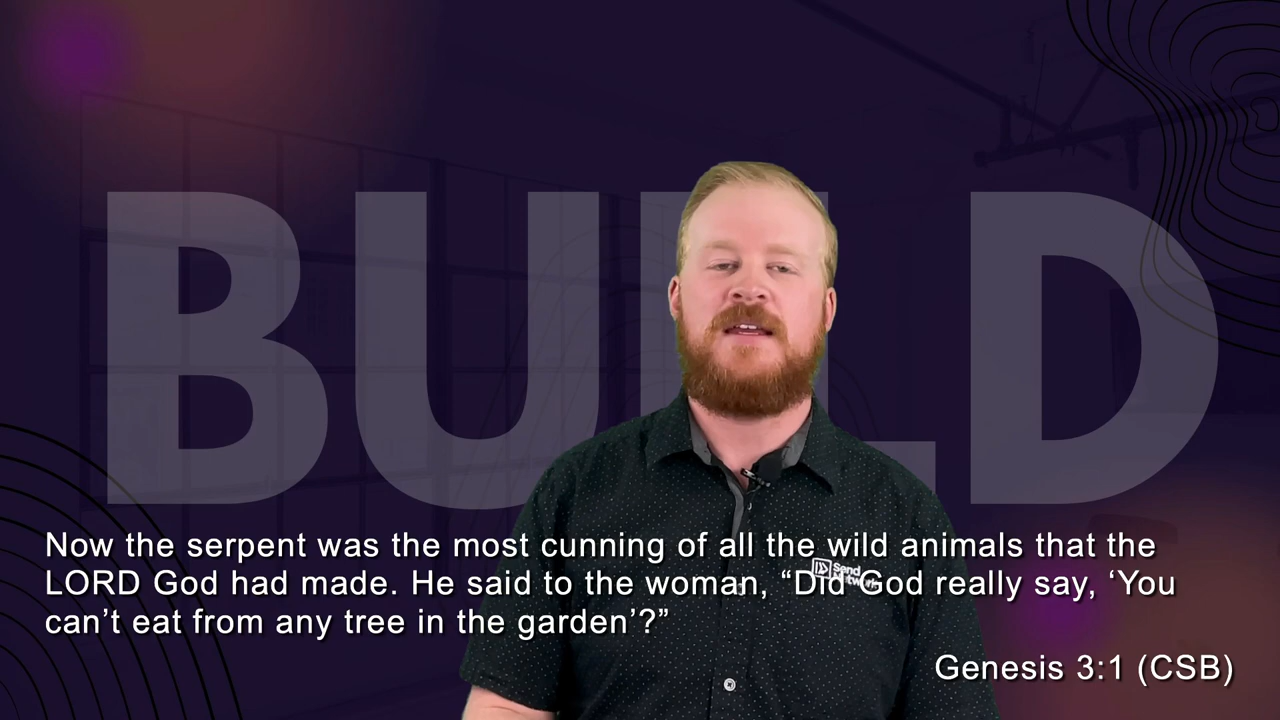 BUILD
Send
Network
Now the serpent was the most cunning of all the wild animals that the
LORD God had made. He said to the woman, “Did God really say, ‘You
can’t eat from any tree in the garden’?”
Genesis 3:1 (CSB)